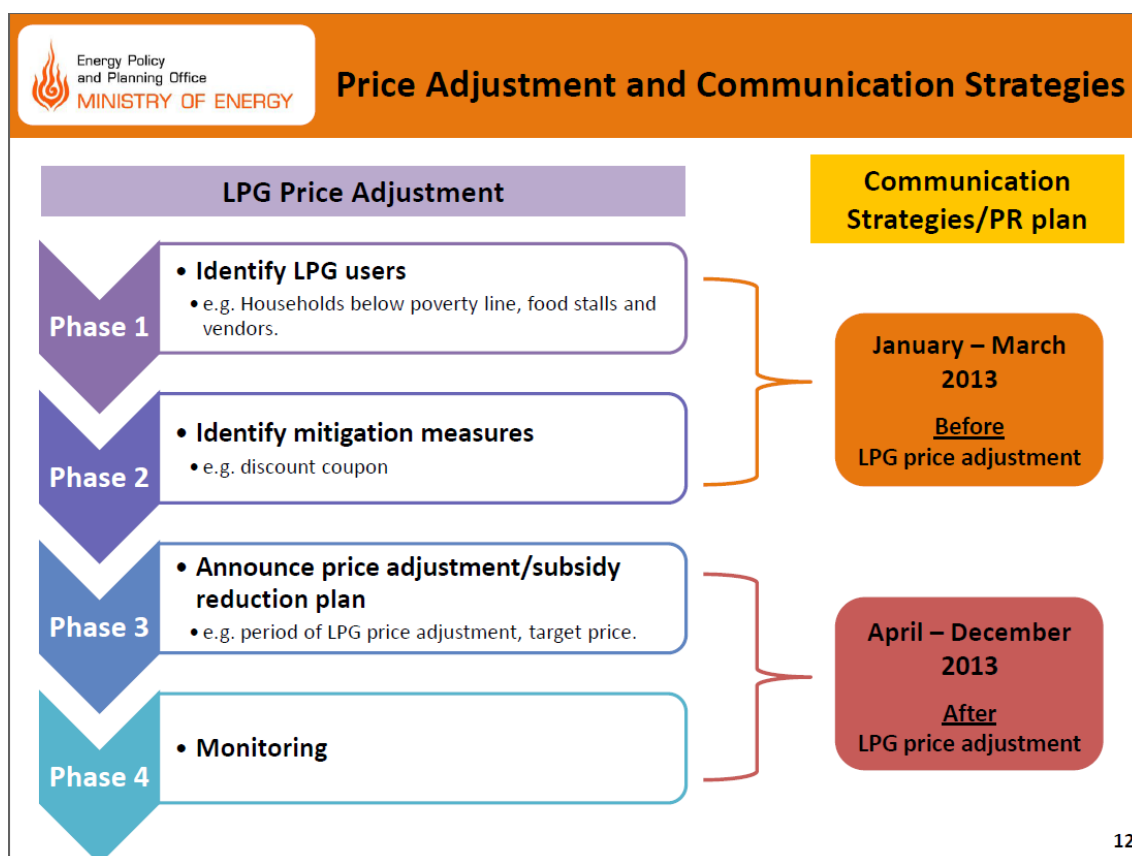 Energy Policy
and Planning Office
MINISTRY OF ENERGY
Price Adjustment and Communication Strategies
LPG Price Adjustment
Communication
Strategies/PR plan
Phase 1
• Identify LPG users
• e.g. Households below poverty line, food stalls and
vendors.
Phase 2
• Identify mitigation measures
• e.g. discount coupon
January – March
2013
Before
LPG price adjustment
Phase 3
• Announce price adjustment/subsidy
reduction plan
• e.g. period of LPG price adjustment, target price.
Phase 4
• Monitoring
April – December
2013
After
LPG price adjustment
12